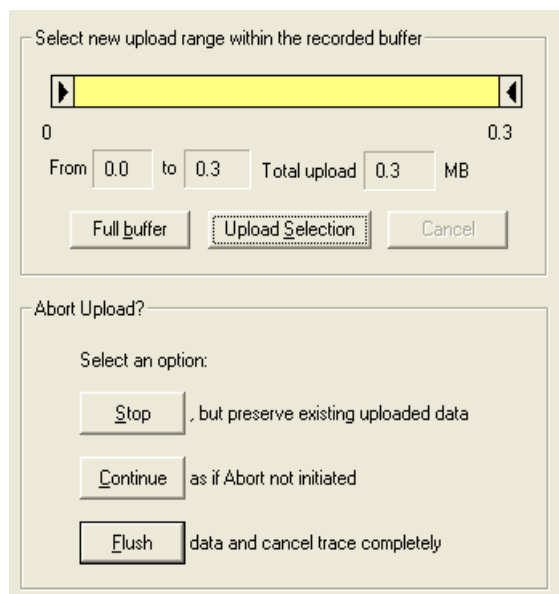 Select new upload range within the recorded buffer
0 0.3
From 0.0 to 0.3 Total upload 0.3 MB
Full buffer Upload Selection Cancel
Abort Upload?
Select an option:
Stop , but preserve existing uploaded data
Continue as if Abort not initiated
Flush data and cancel trace completely